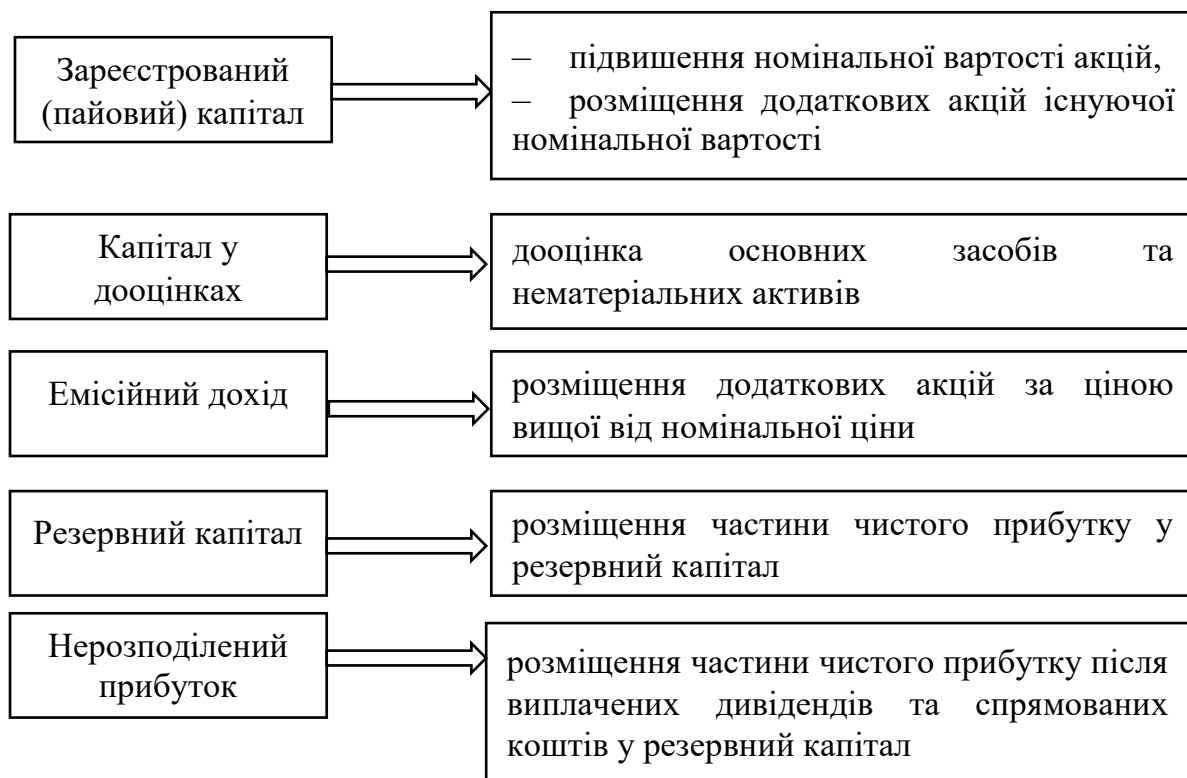 Зареєстрований
(пайовий) капітал
– підвишення номінальної вартості акцій,
– розміщення додаткових акцій існуючої
номінальної вартості
Капітал у
дооцінках
дооцінка основних засобів та
нематеріальних активів
Емісійний дохід
розміщення додаткових акцій за ціною
вищої від номінальної ціни
Резервний капітал
розміщення частини чистого прибутку у
резервний капітал
Нерозподілений
прибуток
розміщення частини чистого прибутку після
виплачених дивідендів та спрямованих
коштів у резервний капітал